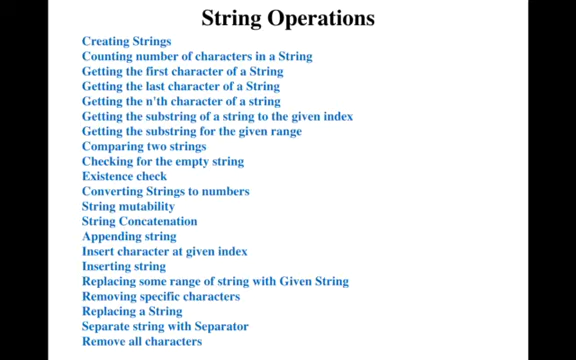 String Operations
Creating Strings
Counting number of characters in a String
Getting the first character of a String
Getting the last character of a String
Getting the n'th character of a string
Getting the substring of a string to the given index
Getting the substring for the given range
Comparing two strings
Checking for the empty string
Existence check
Converting Strings to numbers
String mutability
String Concatenation
Appending string
Insert character at given index
Inserting string
Replacing some range of string with Given String
Removing specific characters
Replacing a String
Separate string with Separator
Remove all characters